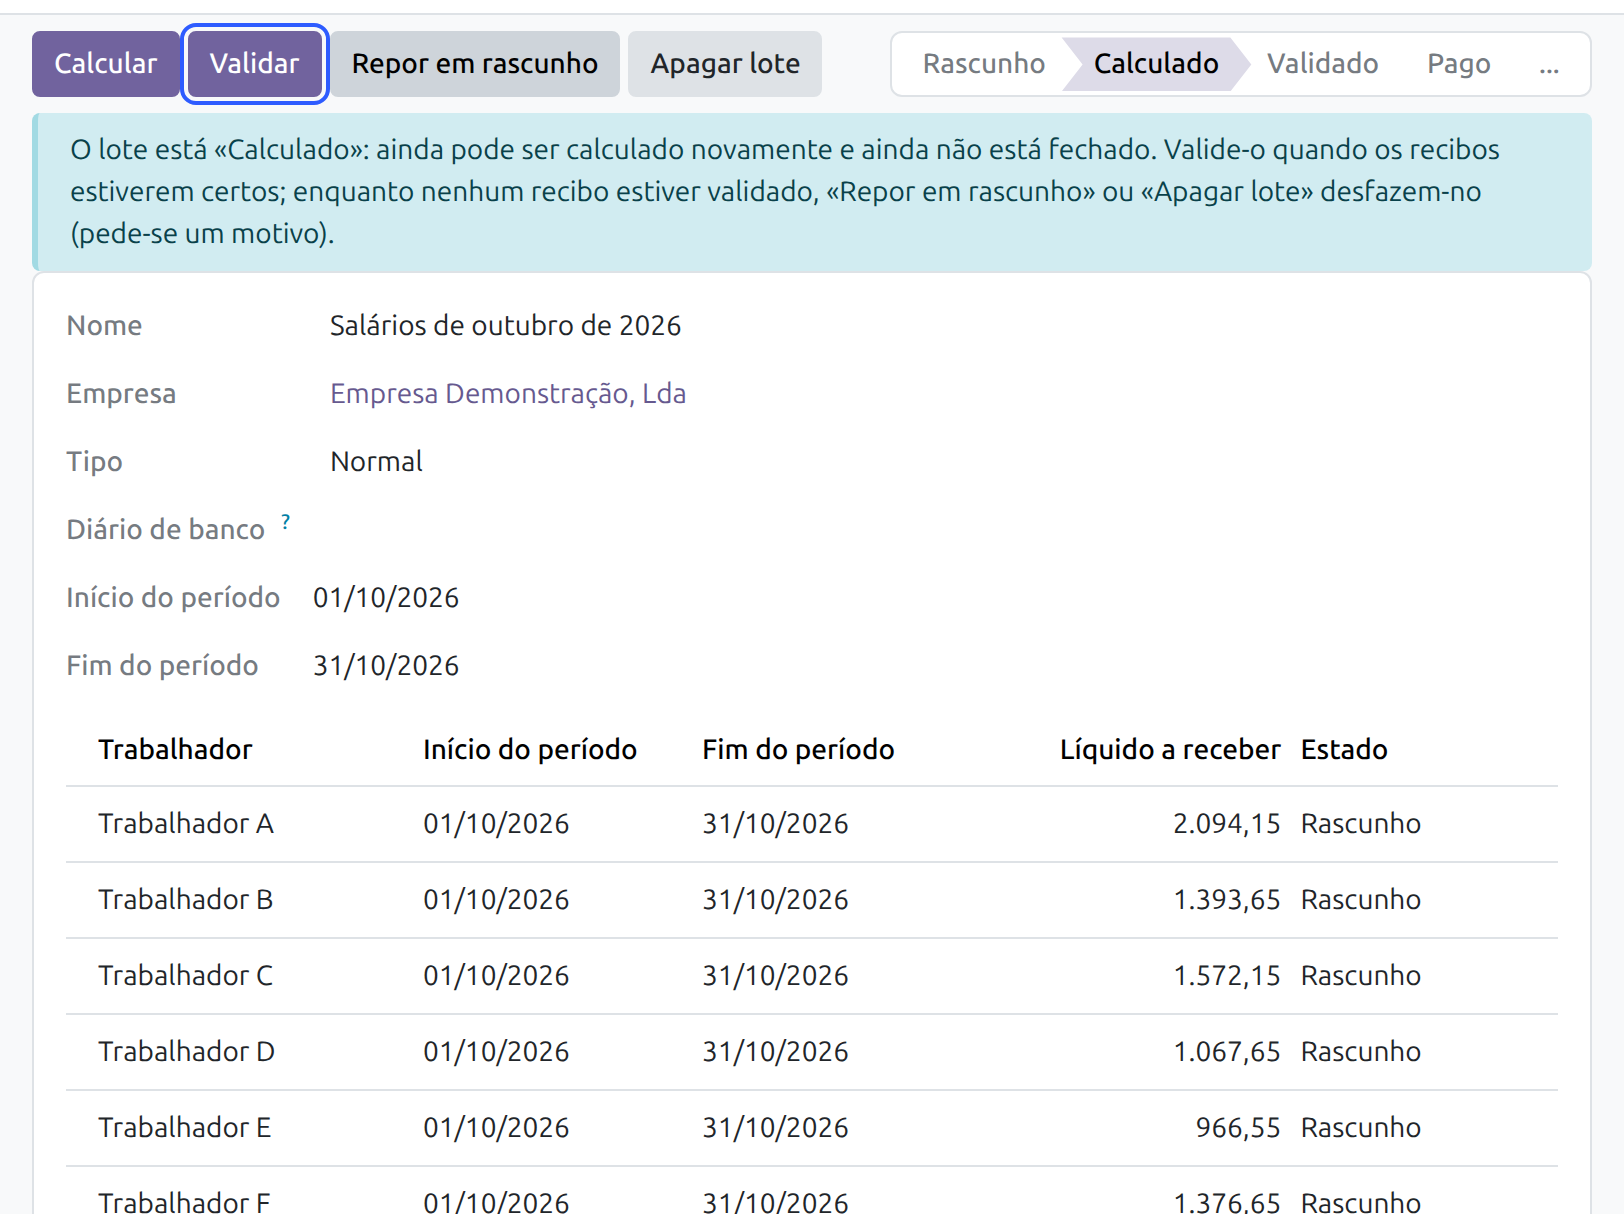 Calcular Validar Repor em rascunho Apagar lote Rascunho Calculado Validado Pago ...
O lote está «Calculado»: ainda pode ser calculado novamente e ainda não está fechado. Valide-o quando os recibos
estiverem certos; enquanto nenhum recibo estiver validado, «Repor em rascunho» ou «Apagar lote» desfazem-no
(pede-se um motivo).
Nome Salários de outubro de 2026
Empresa Empresa Demonstração, Lda
Tipo Normal
Diário de banco ?
Início do período 01/10/2026
Fim do período 31/10/2026
Trabalhador Início do período Fim do período Líquido a receber Estado
Trabalhador A 01/10/2026 31/10/2026 2.094,15 Rascunho
Trabalhador B 01/10/2026 31/10/2026 1.393,65 Rascunho
Trabalhador C 01/10/2026 31/10/2026 1.572,15 Rascunho
Trabalhador D 01/10/2026 31/10/2026 1.067,65 Rascunho
Trabalhador E 01/10/2026 31/10/2026 966,55 Rascunho
Trabalhador F 01/10/2026 31/10/2026 1.376,65 Rascunho